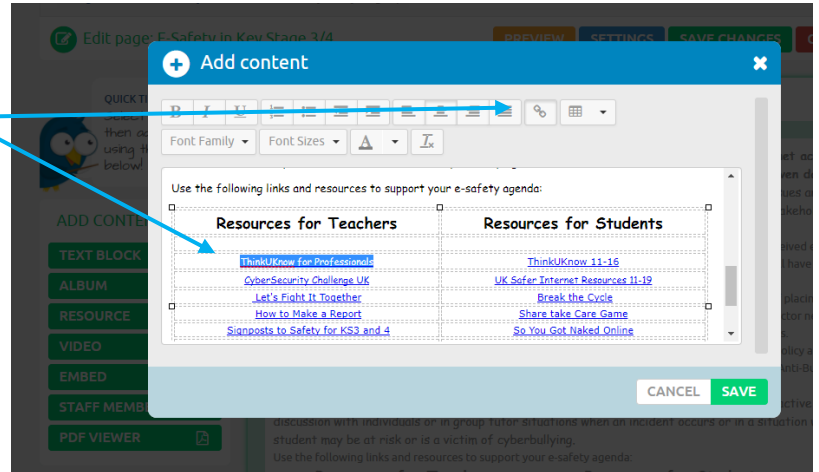 Edit page: E-Safety in Key Stage 3/4
PREVIEW
SETTINGS
SAVE CHANGES
Add content
QUICK
then
using
below!
B I U
Font Family
Font Sizes
A
Use the following links and resources to support your e-safety agenda:
Resources for Teachers
Resources for Students
ThinkUKnow for Professionals
ThinkUKnow 11-16
CyberSecurity Challenge UK
UK Safer Internet Resources 11-19
Let's Fight It Together
Break the Cycle
How to Make a Report
Share take Care Game
Signposts to Safety for KS3 and 4
So You Got Naked Online
ADD
TEXT BLOCK
ALBUM
RESOURCE
VIDEO
EMBED
STAFF
PDF VIEWER
CANCEL
SAVE
discussion with individuals or in group tutor situations when an incident occurs or in a situation
student may be at risk or is a victim of cyberbullying.
Use the following links and resources to support your e-safety agenda: